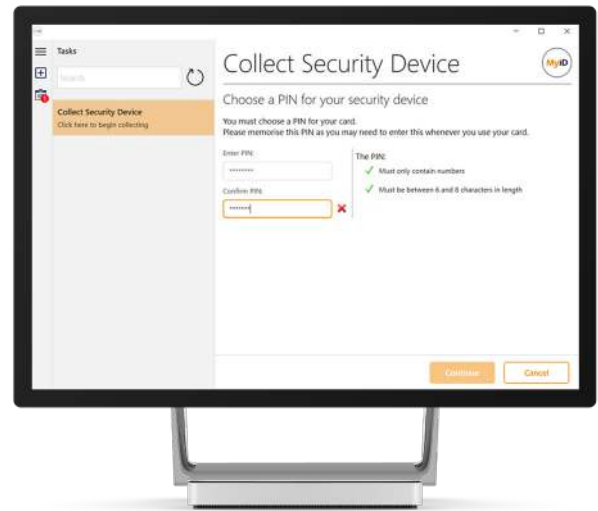 Tasks
Search
Collect Security Device
Click here to begin collecting
Collect Security Device
MyID
Choose a PIN for your security device
You must choose a PIN for your card.
Please memorise this PIN as you may need to enter this whenever you use your card.
Enter PIN:
Confirm PIN:
The PIN:
Must only contain numbers
Must be between 6 and 8 characters in length
Continue
Cancel